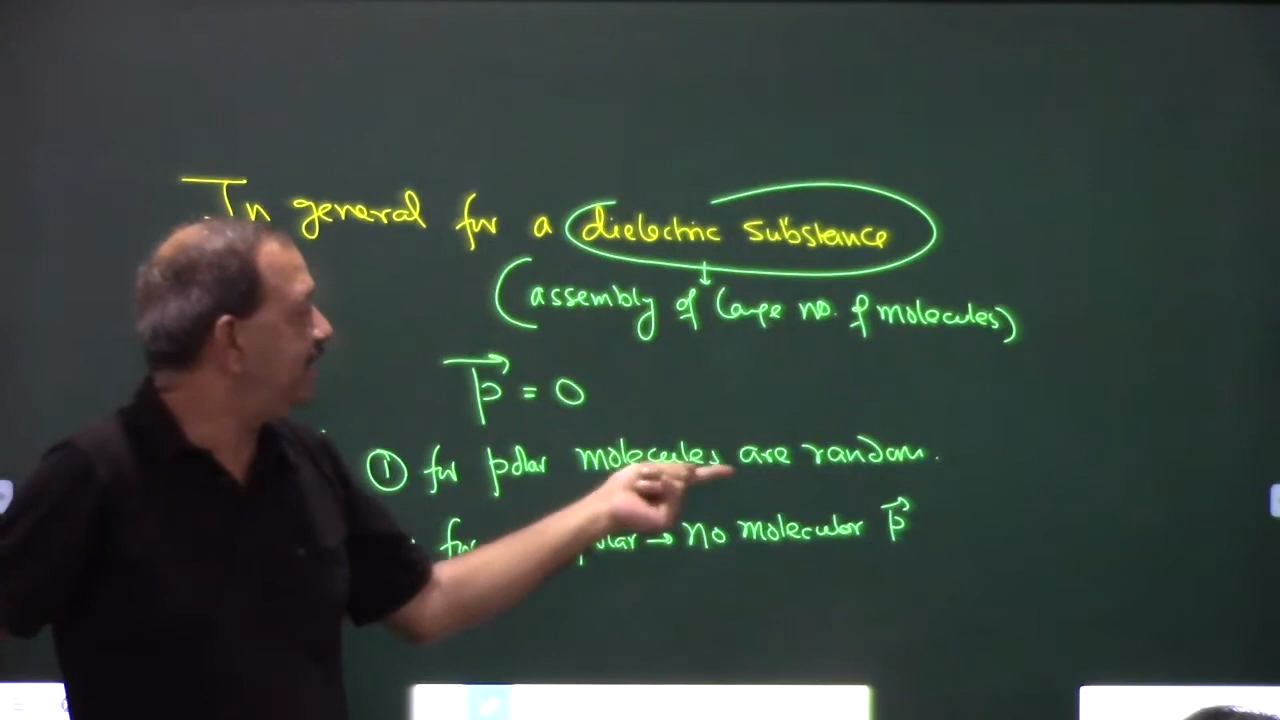 In general for a dielectric substance
(assembly of large no. of molecules)
p⃗ = 0
① for polar molecules are random.
for polar → no molecular p⃗